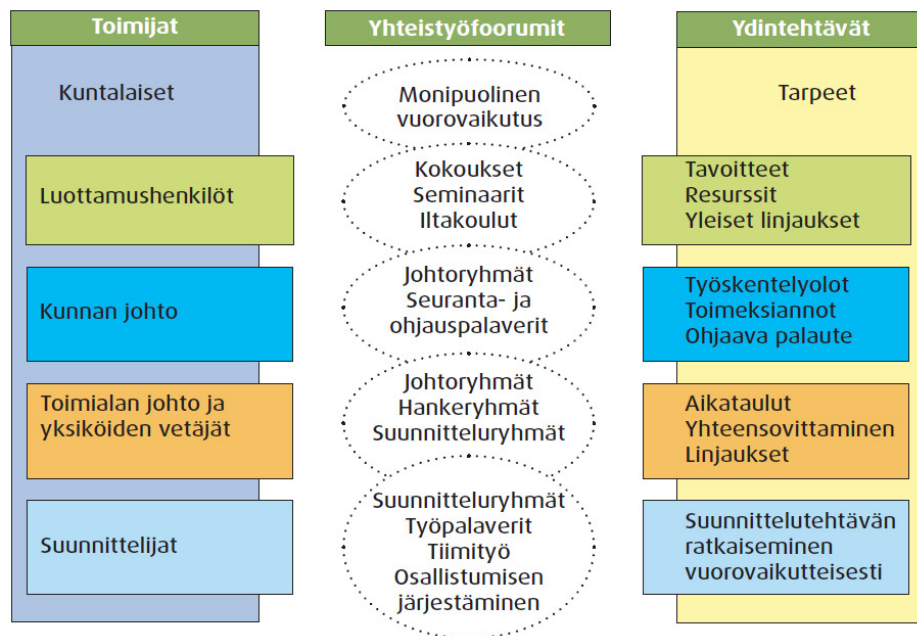 Toimijat
Yhteistyöfoorumit
Ydintehtävät
Kuntalaiset
Monipuolinen
vuorovaikutus
Tarpeet
Luottamushenkilöt
Kokoukset
Seminaarit
Iltakoulut
Tavoitteet
Resurssit
Yleiset linjaukset
Kunnan johto
Johtoryhmät
Seuranta- ja
ohjauspalaverit
Työskentelyolot
Toimeksiannot
Ohjaava palaute
Toimialan johto ja
yksiköiden vetäjät
Johtoryhmät
Hankeryhmät
Suunnitteluryhmät
Aikataulut
Yhteensovittaminen
Linjaukset
Suunnittelijat
Suunnitteluryhmät
Työpalaverit
Tiimityö
Osallistumisen
järjestäminen
Suunnittelutehtävän
ratkaiseminen
vuorovaikutteisesti